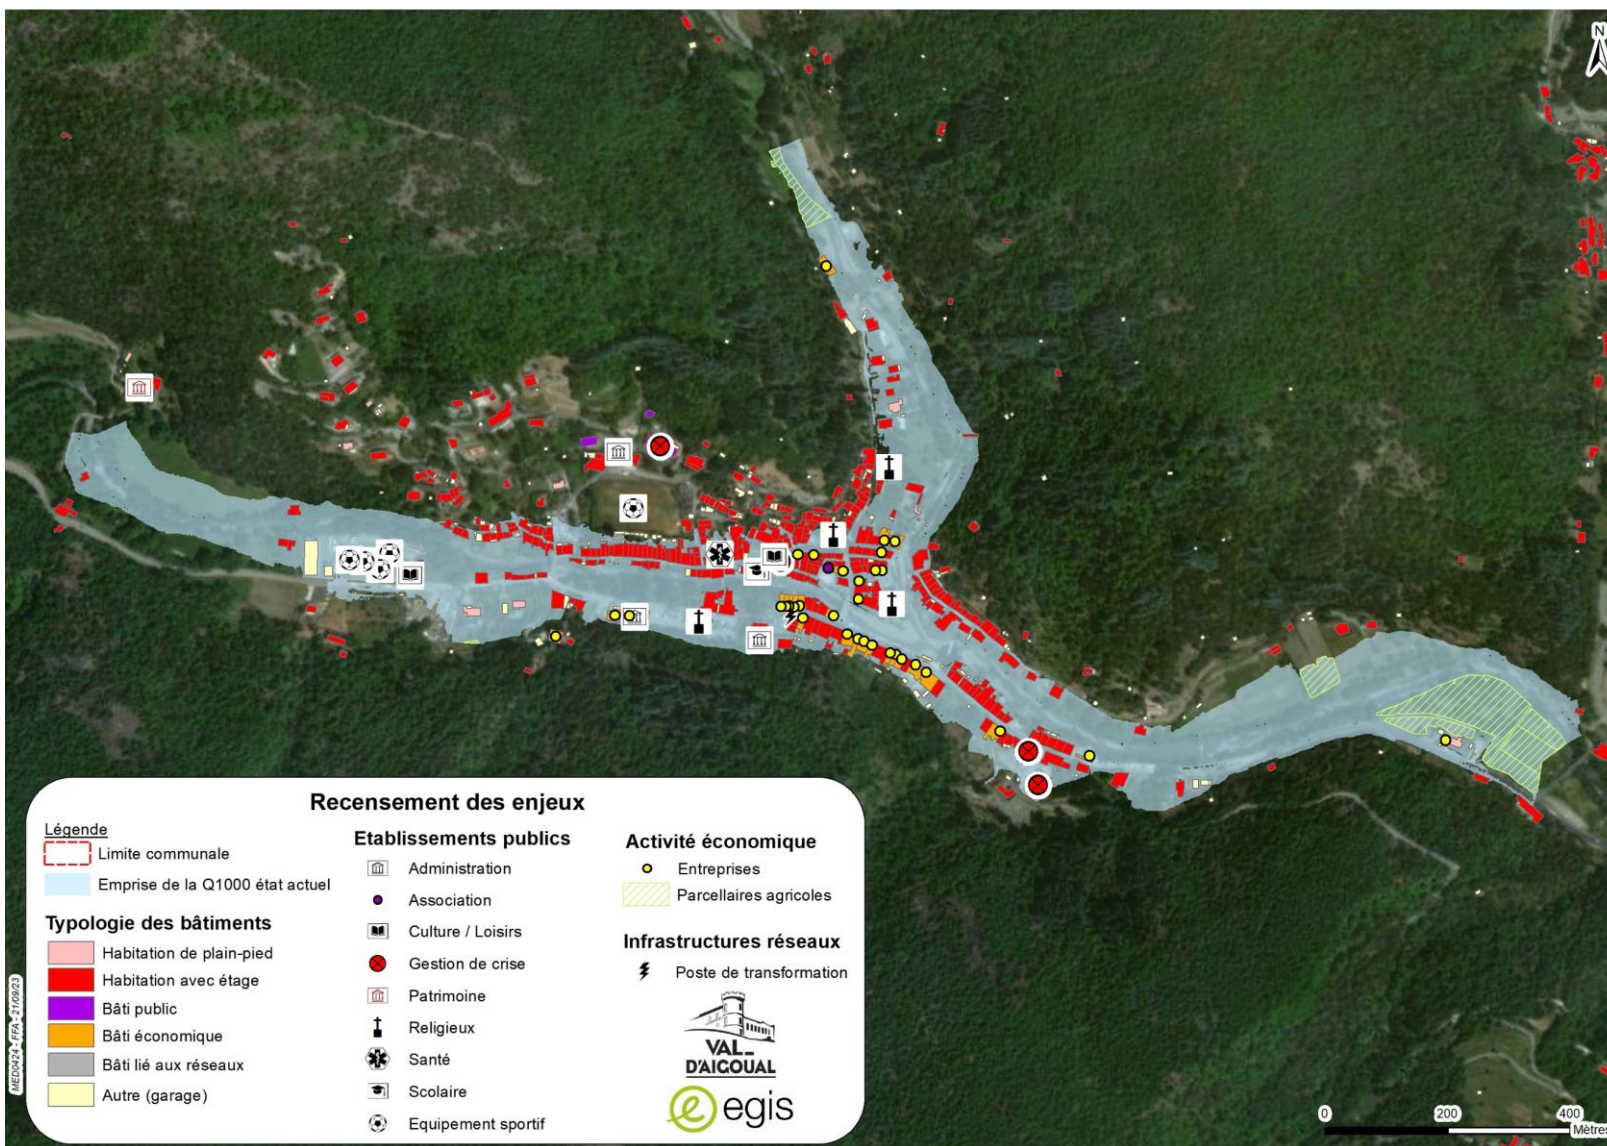 N
Recensement des enjeux
Légende
Limite communale
Emprise de la Q1000 état actuel
Typologie des bâtiments
Habitation de plain-pied
Habitation avec étage
Bâti public
Bâti économique
Bâti lié aux réseaux
Autre (garage)
Etablissements publics
Administration
Association
Culture / Loisirs
Gestion de crise
Patrimoine
Religieux
Santé
Scolaire
Equipement sportif
Activité économique
Entreprises
Parcellaires agricoles
Infrastructures réseaux
Poste de transformation
VAL-
D'AIGOUAL
egis
MED0424 - FFA - 21/09/23
0 200 400
Mètres